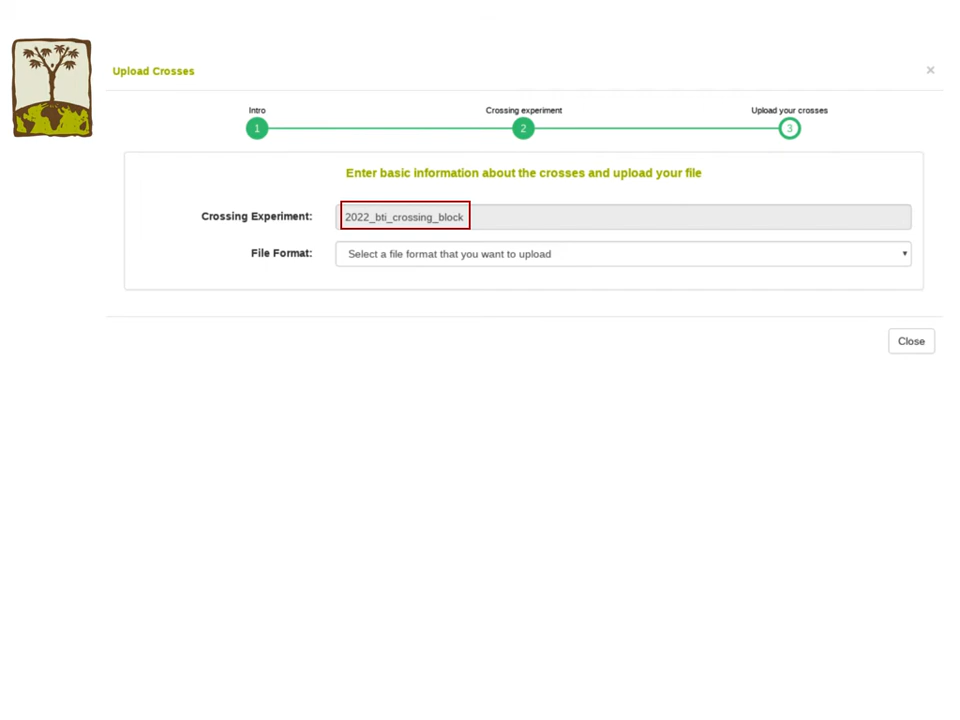 Upload Crosses
×
Intro
Crossing experiment
Upload your crosses
1
2
3
Enter basic information about the crosses and upload your file
Crossing Experiment:
2022_bti_crossing_block
File Format:
Select a file format that you want to upload
Close